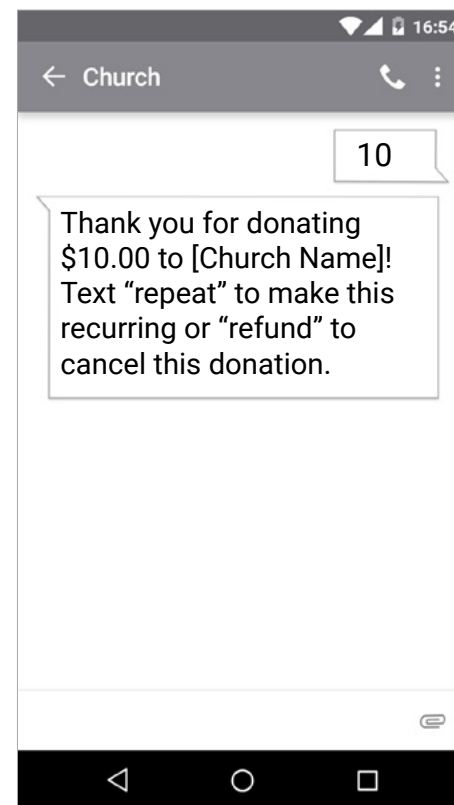 16:54
Church
10
Thank you for donating
$10.00 to [Church Name]!
Text “repeat” to make this
recurring or “refund” to
cancel this donation.